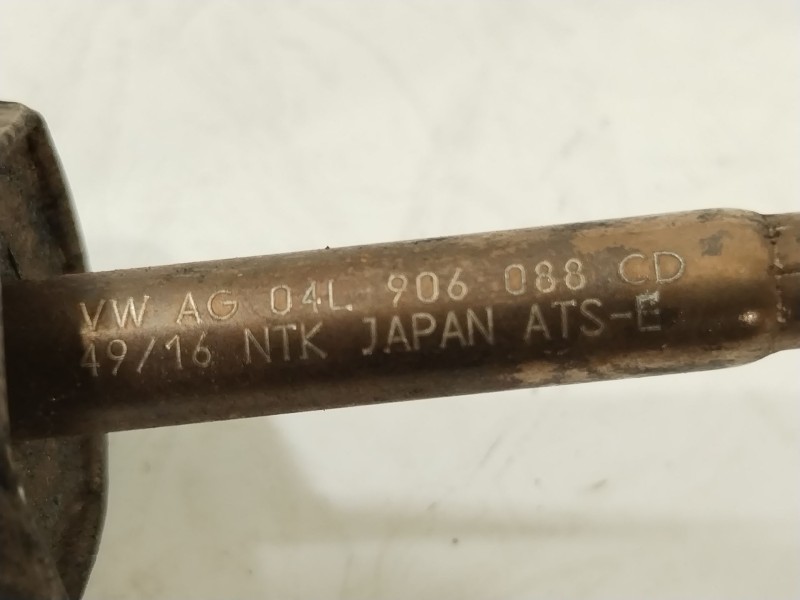 VW AG 04L 906 088 CD
49/16 NTK JAPAN ATS-E